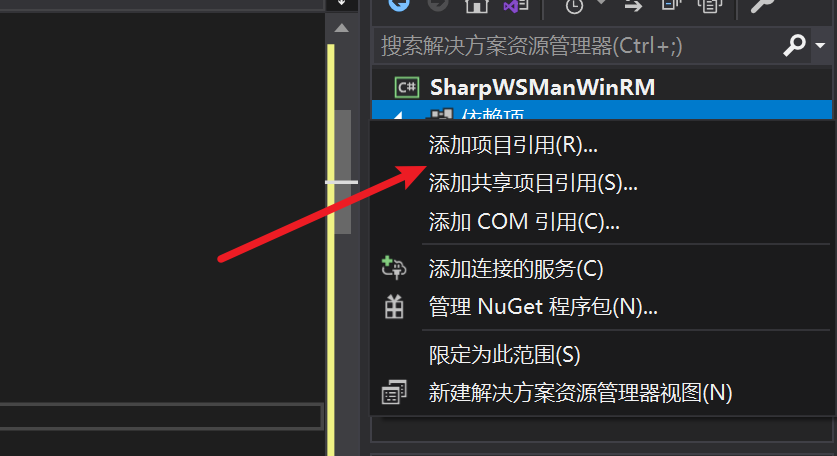 搜索解决方案资源管理器(Ctrl+;)
C# SharpWSManWinRM
依赖项
添加项目引用(R)...
添加共享项目引用(S)...
添加 COM 引用(C)...
添加连接的服务(C)
管理 NuGet 程序包(N)...
限定为此范围(S)
新建解决方案资源管理器视图(N)